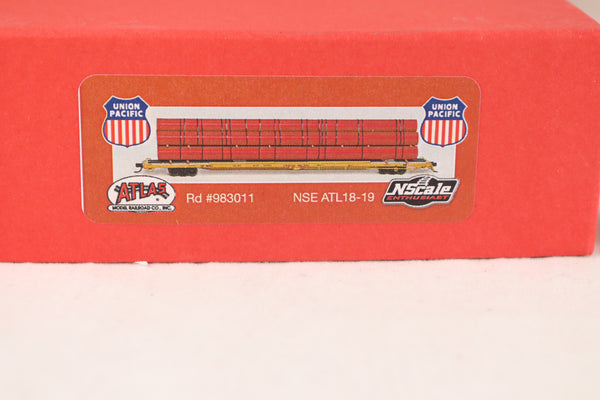 UNION
PACIFIC
UNION
PACIFIC
ATLAS
MODEL RAILROAD CO., INC.
Rd #983011
NSE ATL18-19
NScale
ENTHUSIAST